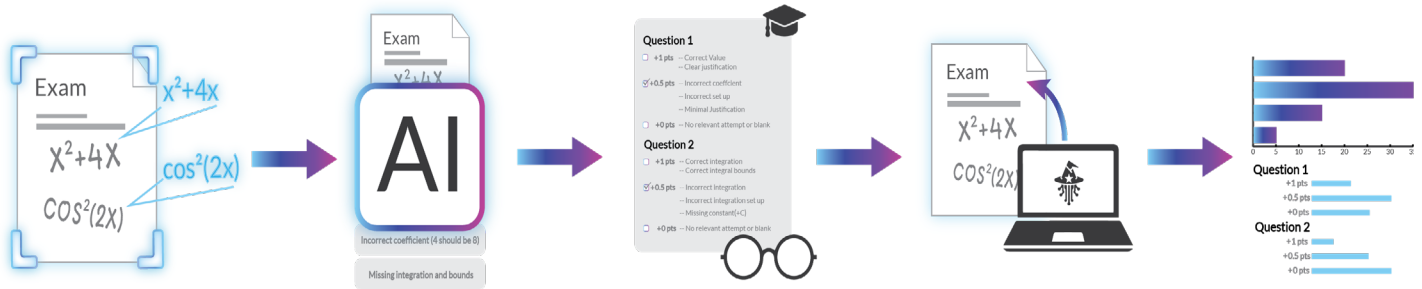 Exam
x²+4x
X²+4X
cos²(2x)
COS²(2X)
Exam
X²+4X
AI
Incorrect coefficient (4 should be 8)
Missing integration and bounds
Question 1
+1 pts -- Correct Value
-- Clear justification
+0.5 pts -- Incorrect coefficient
-- Incorrect set up
-- Minimal Justification
+0 pts -- No relevant attempt or blank
Question 2
+1 pts -- Correct integration
-- Correct integral bounds
+0.5 pts -- Incorrect integration
-- Incorrect integration set up
-- Missing constant(+C)
+0 pts -- No relevant attempt or blank
Exam
X²+4X
COS²(2X)
0 5 10 15 20 25 30 35
Question 1
+1 pts
+0.5 pts
+0 pts
Question 2
+1 pts
+0.5 pts
+0 pts